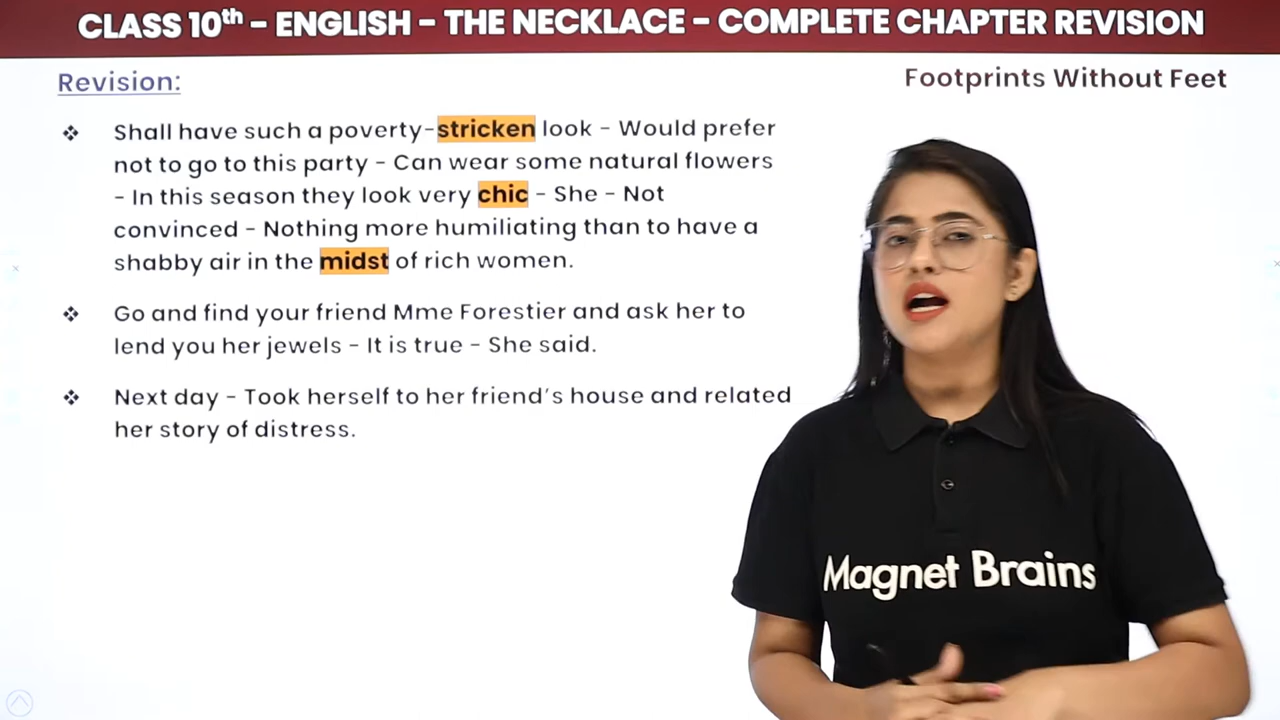 CLASS 10th – ENGLISH – THE NECKLACE – COMPLETE CHAPTER REVISION
Revision:
Footprints Without Feet
Shall have such a poverty-stricken look - Would prefer
not to go to this party - Can wear some natural flowers
- In this season they look very chic - She - Not
convinced - Nothing more humiliating than to have a
shabby air in the midst of rich women.
Go and find your friend Mme Forestier and ask her to
lend you her jewels - It is true - She said.
Next day - Took herself to her friend's house and related
her story of distress.
Magnet Brains